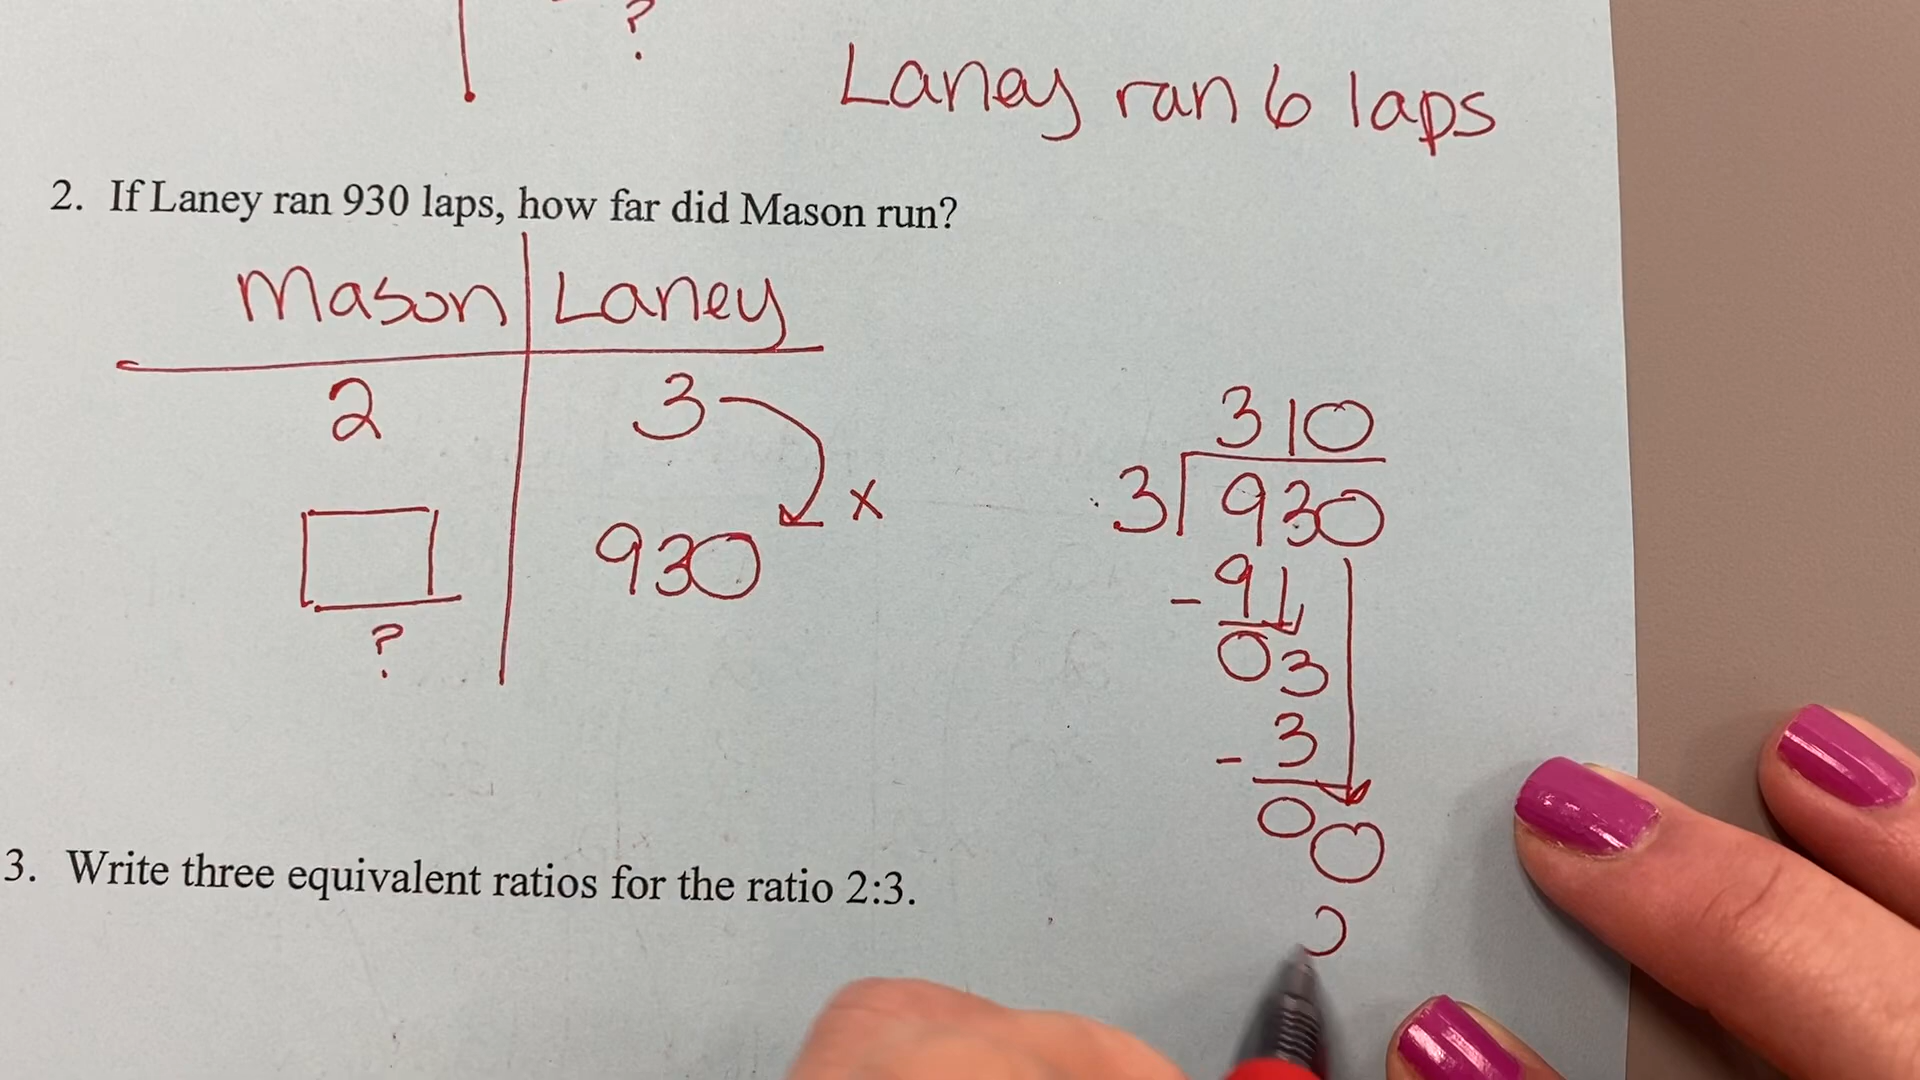 ?
Laney ran 6 laps
2. If Laney ran 930 laps, how far did Mason run?
Mason Laney
2 3
x
930
?
310
3 930
- 9
03
- 3
00
0
3. Write three equivalent ratios for the ratio 2:3.